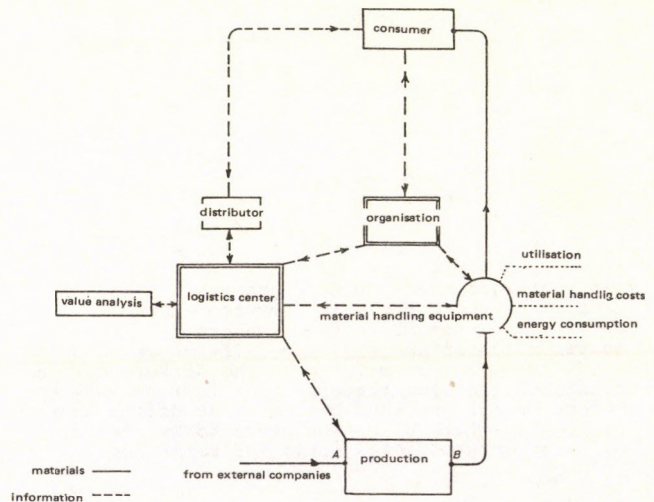 consumer
distributor
organisation
utilisation
value analysis
logistics center
material handlig costs
material handling equipment
energy consumption
A
production
B
materials
from external companies
information